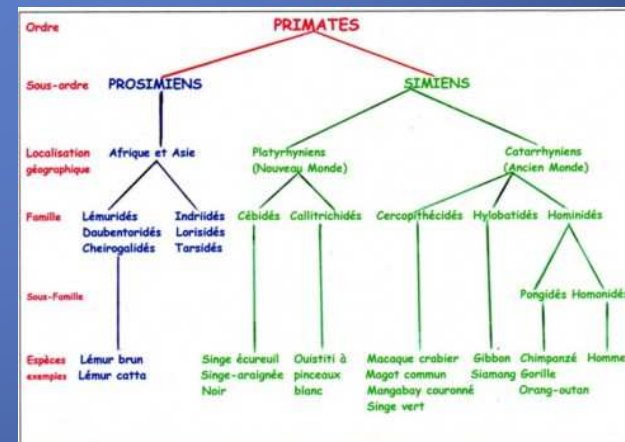 Ordre PRIMATES
Sous-ordre PROSIMIENS SIMIENS
Localisation Afrique et Asie Platyrhyniens Catarrhyniens
géographique (Nouveau Monde) (Ancien Monde)
Famille Lémuridés Indriidés Cébidés Callitrichidés Cercopithécidés Hylobatidés Hominidés
Daubentoridés Lorisidés
Cheirogalidés Tarsidés
Sous-Famille Pongidés Homonidés
Espèces Lémur brun Singe écureuil Ouistiti à Macaque crabier Gibbon Chimpanzé Homme
exemples Lémur catta Singe-araignée pinceaux Magot commun Siamang Gorille
Noir blanc Mangabay couronné Orang-outan
Singe vert